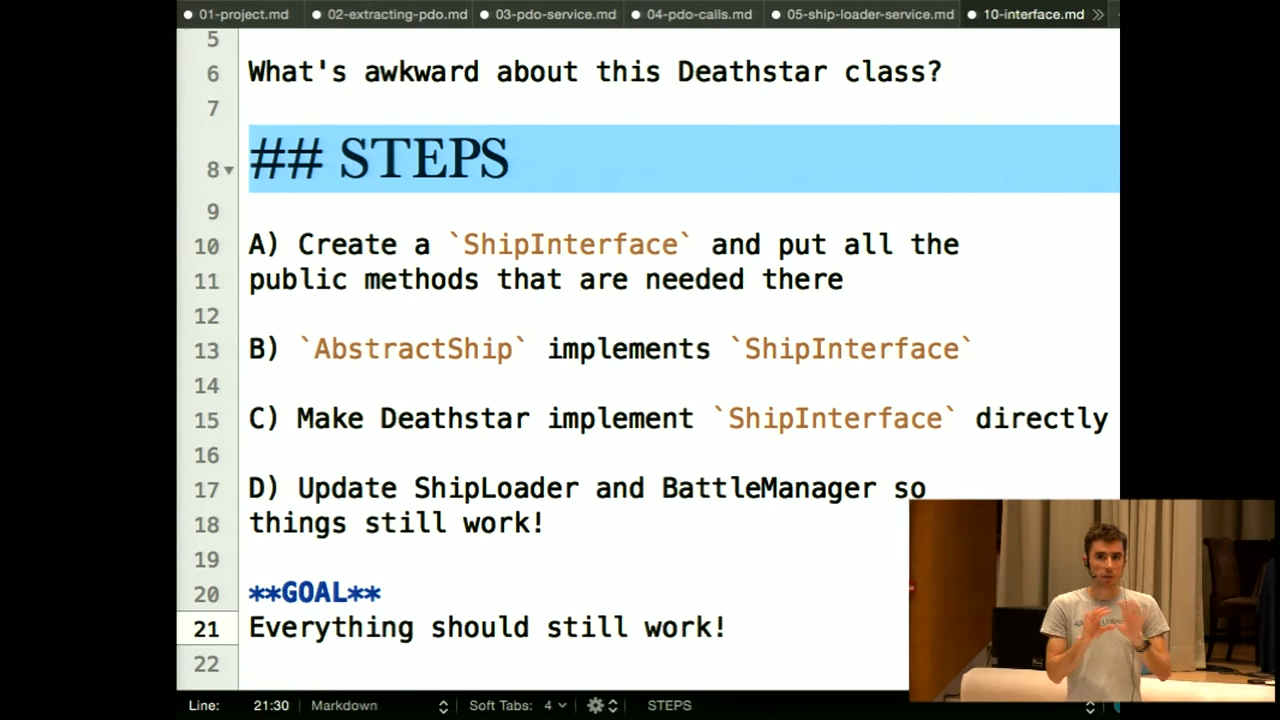 01-project.md 02-extracting-pdo.md 03-pdo-service.md 04-pdo-calls.md 05-ship-loader-service.md 10-interface.md »
5
6 What's awkward about this Deathstar class?
7
8 ## STEPS
9
10 A) Create a `ShipInterface` and put all the
11 public methods that are needed there
12
13 B) `AbstractShip` implements `ShipInterface`
14
15 C) Make Deathstar implement `ShipInterface` directly
16
17 D) Update ShipLoader and BattleManager so
18 things still work!
19
20 **GOAL**
21 Everything should still work!
22
Line: 21:30 Markdown Soft Tabs: 4 STEPS